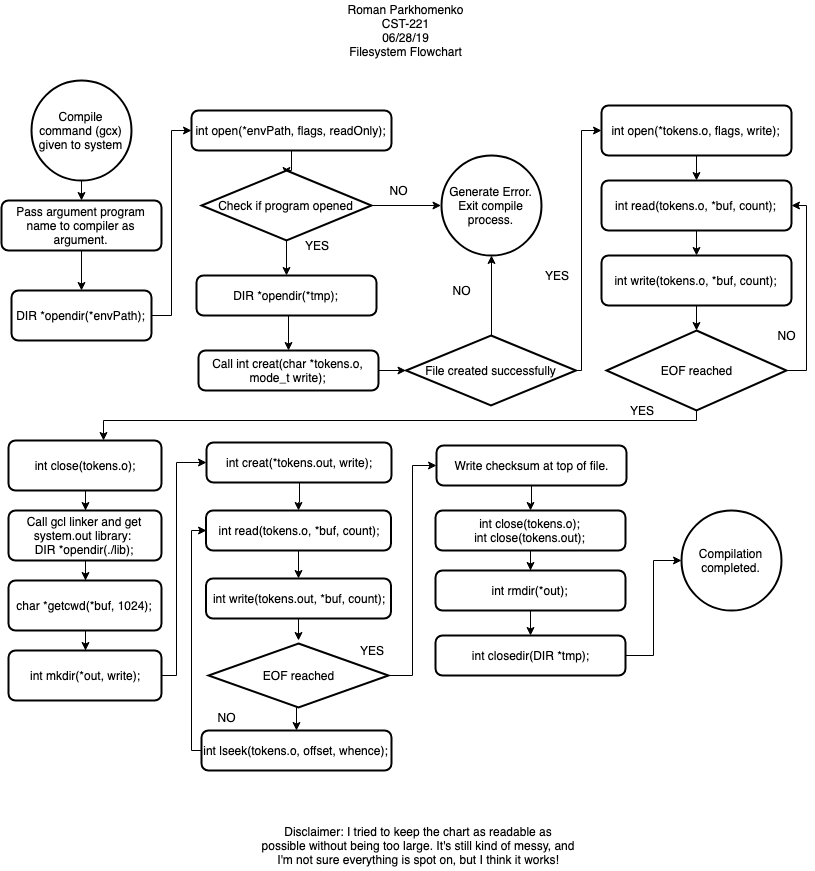 Roman Parkhomenko
CST-221
06/28/19
Filesystem Flowchart
Compile
command (gcx)
given to system
Pass argument program
name to compiler as
argument.
DIR *opendir(*envPath);
int open(*envPath, flags, readOnly);
Check if program opened
NO
YES
Generate Error.
Exit compile
process.
DIR *opendir(*tmp);
Call int creat(char *tokens.o,
mode_t write);
File created successfully
NO
YES
int open(*tokens.o, flags, write);
int read(tokens.o, *buf, count);
int write(tokens.o, *buf, count);
EOF reached
NO
YES
int close(tokens.o);
Call gcl linker and get
system.out library:
DIR *opendir(./lib);
char *getcwd(*buf, 1024);
int mkdir(*out, write);
int creat(*tokens.out, write);
int read(tokens.o, *buf, count);
int write(tokens.out, *buf, count);
EOF reached
YES
NO
int lseek(tokens.o, offset, whence);
Write checksum at top of file.
int close(tokens.o);
int close(tokens.out);
int rmdir(*out);
int closedir(DIR *tmp);
Compilation
completed.
Disclaimer: I tried to keep the chart as readable as
possible without being too large. It's still kind of messy, and
I'm not sure everything is spot on, but I think it works!